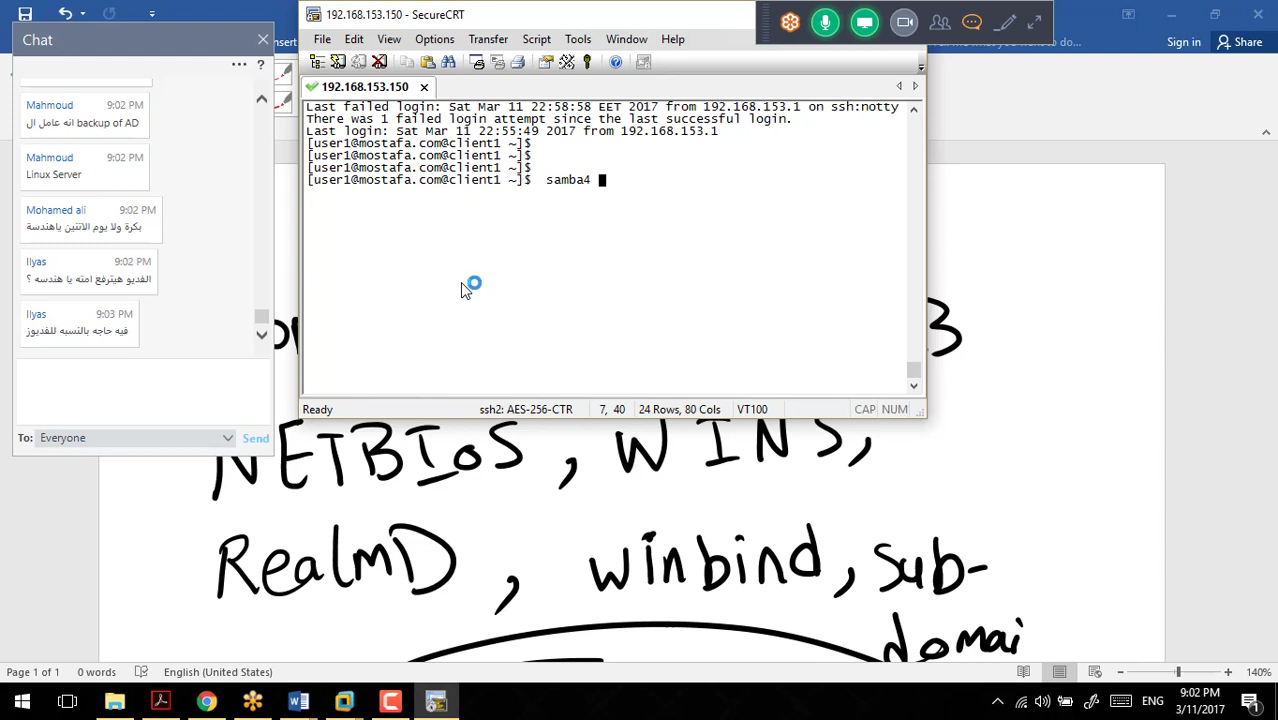 192.168.153.150 - SecureCRT
Sign in
Share
Chat
File Edit View Options Transfer Script Tools Window Help
192.168.153.150
Mahmoud 9:02 PM
انه عامل ال backup of AD
Mahmoud 9:02 PM
Linux Server
Mohamed ali 9:02 PM
بكرة ولا يوم الاتنين ياهندسة
Ilyas 9:02 PM
الفديو هيترفع امته يا هندسه ؟
Ilyas 9:03 PM
فيه حاجه بالنسبه للفديوز
To: Everyone
Send
Last failed login: Sat Mar 11 22:58:58 EET 2017 from 192.168.153.1 on ssh:notty
There was 1 failed login attempt since the last successful login.
Last login: Sat Mar 11 22:55:49 2017 from 192.168.153.1
[user1@mostafa.com@client1 ~]$
[user1@mostafa.com@client1 ~]$
[user1@mostafa.com@client1 ~]$
[user1@mostafa.com@client1 ~]$ samba4
Ready
ssh2: AES-256-CTR
7, 40
24 Rows, 80 Cols
VT100
CAP NUM
3
NETBIoS, WINS,
RealmD, winbind, sub-
domai
Page 1 of 1
0 words
English (United States)
140%
ENG
9:02 PM
3/11/2017